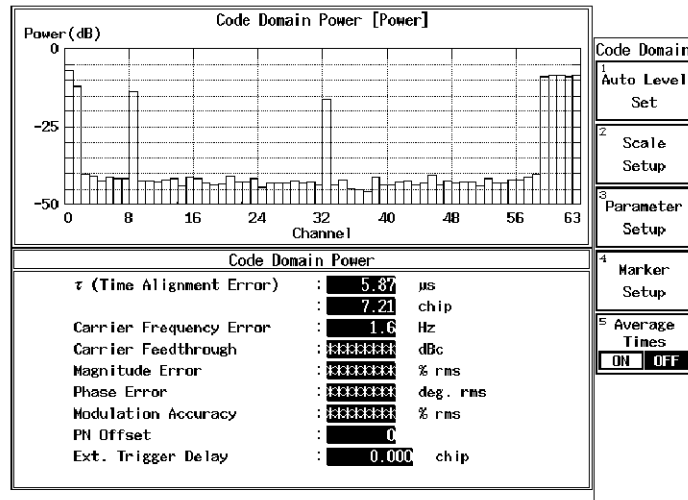 Code Domain Power [Power]
Power(dB)
0
-25
-50
0 8 16 24 32 40 48 56 63
Channel
Code Domain Power
τ (Time Alignment Error) : 5.87 µs
: 7.21 chip
Carrier Frequency Error : 1.6 Hz
Carrier Feedthrough : ******** dBc
Magnitude Error : ******** % rms
Phase Error : ******** deg. rms
Modulation Accuracy : ******** % rms
PN Offset : 0
Ext. Trigger Delay : 0.000 chip
Code Domain
1
Auto Level
Set
2
Scale
Setup
3
Parameter
Setup
4
Marker
Setup
5 Average
Times
ON OFF